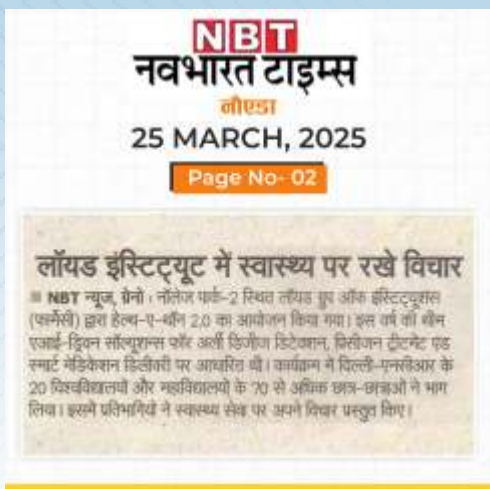 NBT
नवभारत टाइम्स
नौएडा
25 MARCH, 2025
Page No- 02
लॉयड इंस्टिट्यूट में स्वास्थ्य पर रखे विचार
■ NBT न्यूज, ग्रेनो : नॉलेज पार्क-2 स्थित लॉयड ग्रुप ऑफ इंस्टिट्यूशंस
(फार्मेसी) द्वारा हेल्थ-ए-थॉन 2.0 का आयोजन किया गया। इस वर्ष की थीम
एआई-ड्रिवन सॉल्यूशन्स फॉर अर्ली डिजीज डिटेक्शन, प्रिसीजन ट्रीटमेंट एंड
स्मार्ट मेडिकेशन डिलीवरी पर आधारित थी। कार्यक्रम में दिल्ली-एनसीआर के
20 विश्वविद्यालयों और महाविद्यालयों के 70 से अधिक छात्र-छात्राओं ने भाग
लिया। इसमें प्रतिभागियों ने स्वास्थ्य सेवा पर अपने विचार प्रस्तुत किए।